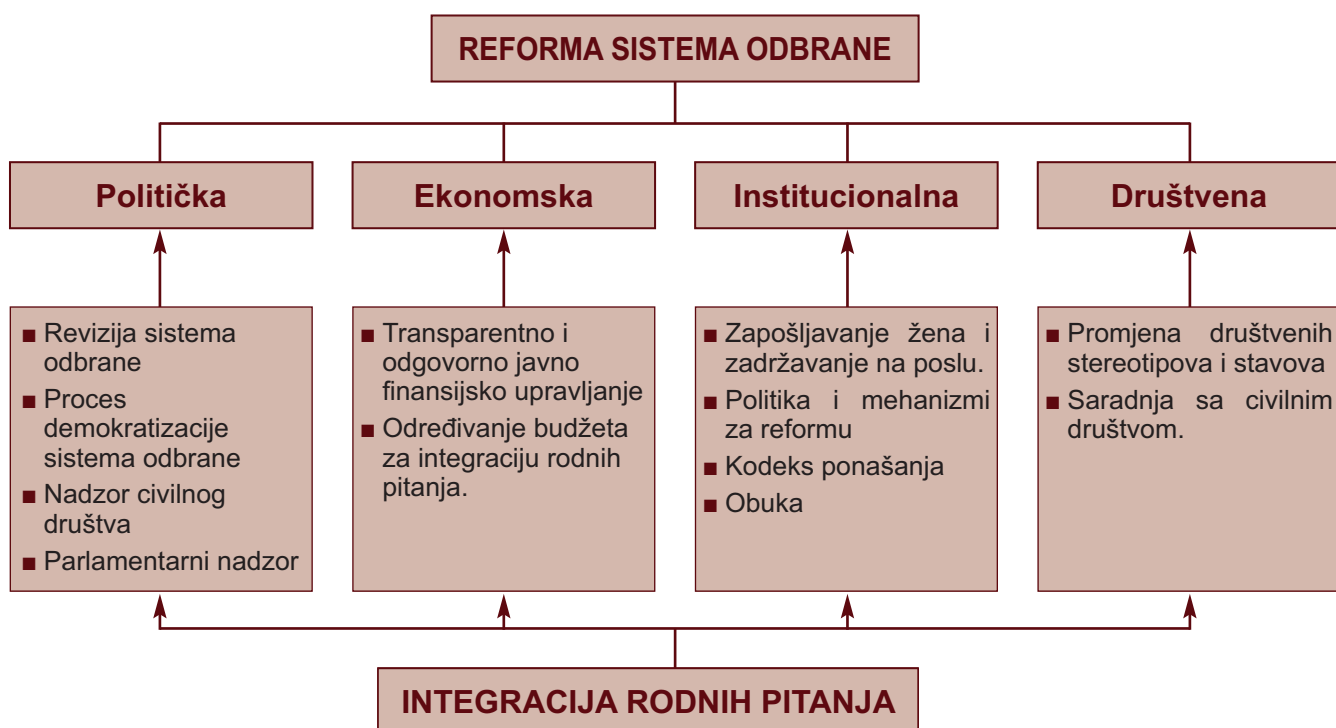 REFORMA SISTEMA ODBRANE
Politička
Ekonomska
Institucionalna
Društvena
■ Revizija sistema
odbrane
■ Proces
demokratizacije
sistema odbrane
■ Nadzor civilnog
društva
■ Parlamentarni nadzor
■ Transparentno i
odgovorno javno
finansijsko upravljanje
■ Određivanje budžeta
za integraciju rodnih
pitanja.
■ Zapošljavanje žena i
zadržavanje na poslu.
■ Politika i mehanizmi
za reformu
■ Kodeks ponašanja
■ Obuka
■ Promjena društvenih
stereotipova i stavova
■ Saradnja sa civilnim
društvom.
INTEGRACIJA RODNIH PITANJA